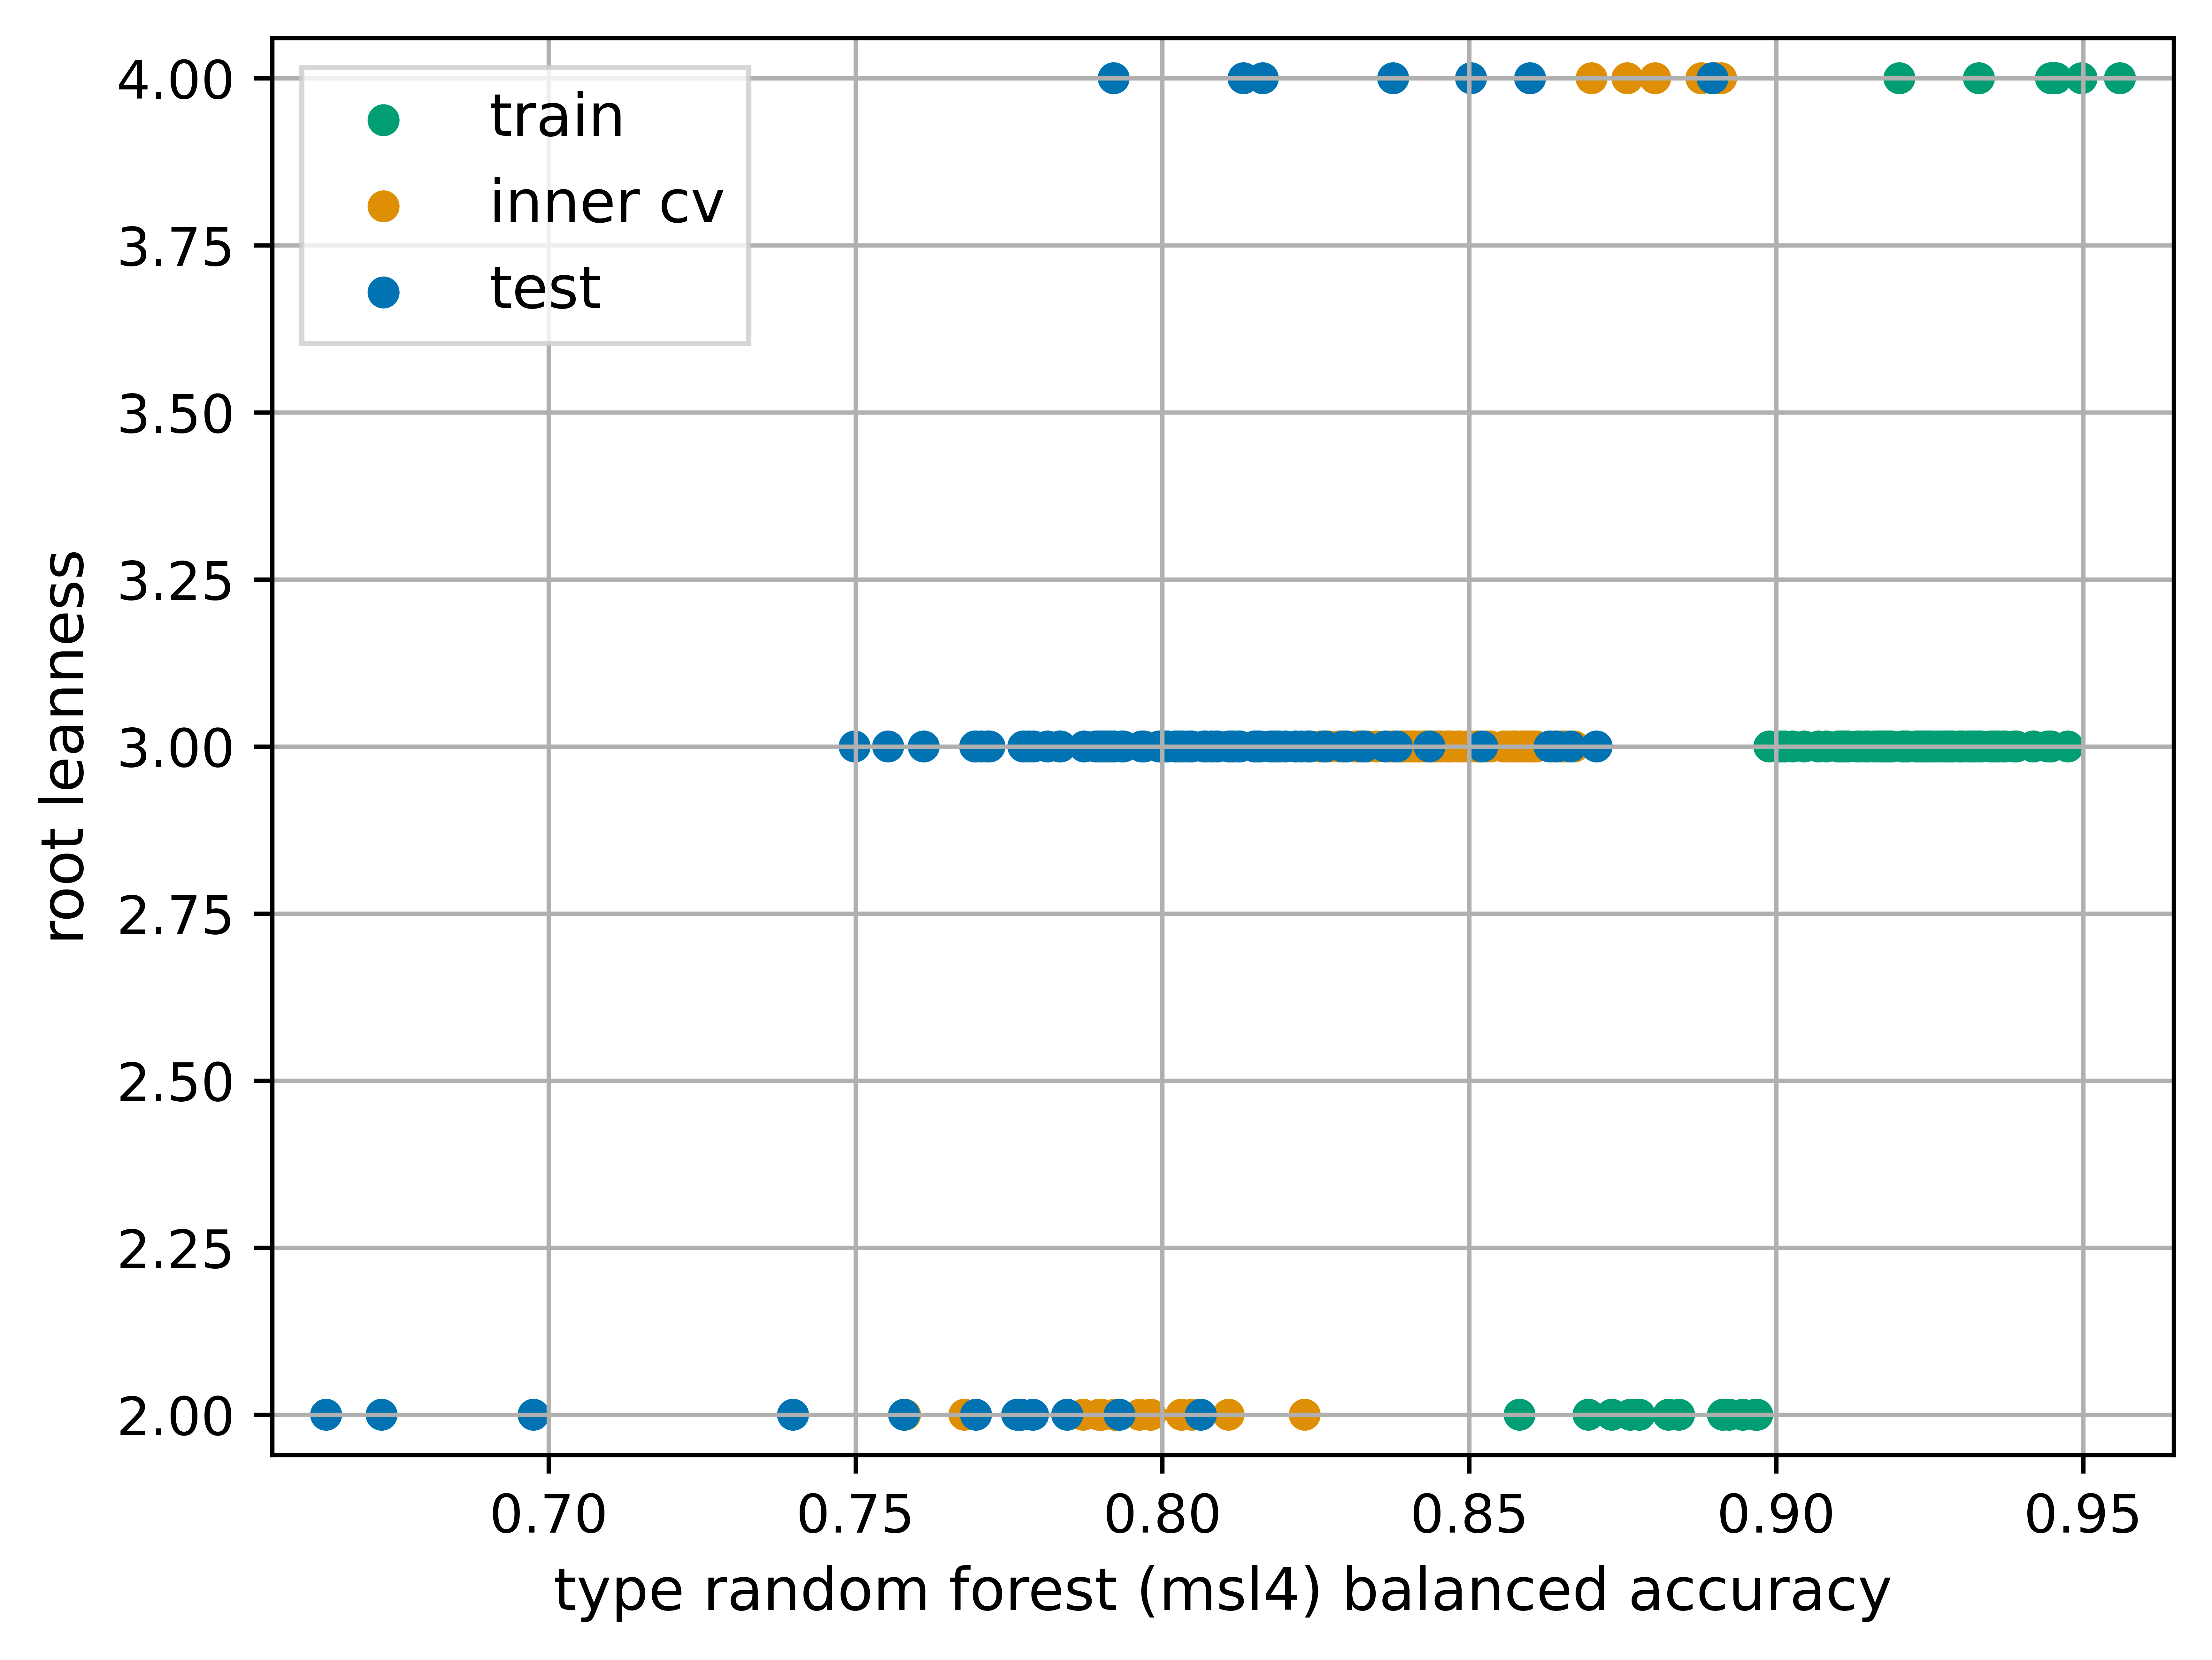 train
inner cv
test
4.00
3.75
3.50
3.25
3.00
2.75
2.50
2.25
2.00
root leanness
0.70 0.75 0.80 0.85 0.90 0.95
type random forest (msl4) balanced accuracy